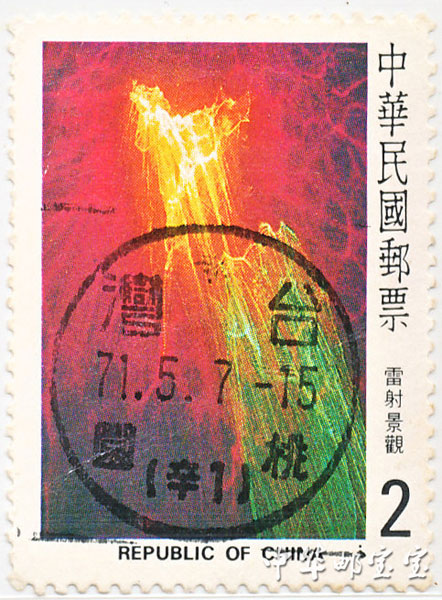 中華民國郵票
雷射景觀
台灣
71.5.7-15
桃園
(辛1)
2
REPUBLIC OF CHINA
中华邮宝宝